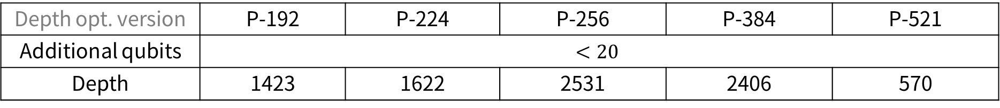 Depth opt. version P-192 P-224 P-256 P-384 P-521
Additional qubits < 20
Depth 1423 1622 2531 2406 570